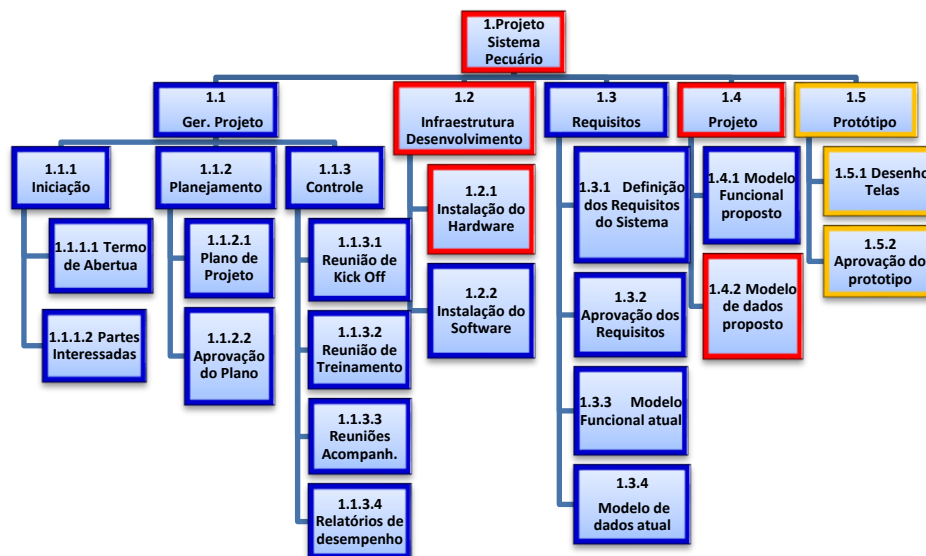 1.Projeto
Sistema
Pecuário
1.1
Ger. Projeto
1.2
Infraestrutura
Desenvolvimento
1.3
Requisitos
1.4
Projeto
1.5
Protótipo
1.1.1
Iniciação
1.1.1.1 Termo
de Abertua
1.1.1.2 Partes
Interessadas
1.1.2
Planejamento
1.1.2.1
Plano de
Projeto
1.1.2.2
Aprovação
do Plano
1.1.3
Controle
1.1.3.1
Reunião de
Kick Off
1.1.3.2
Reunião de
Treinamento
1.1.3.3
Reuniões
Acompanh.
1.1.3.4
Relatórios de
desempenho
1.2.1
Instalação do
Hardware
1.2.2
Instalação do
Software
1.3.1 Definição
dos Requisitos
do Sistema
1.3.2
Aprovação dos
Requisitos
1.3.3 Modelo
Funcional atual
1.3.4
Modelo de
dados atual
1.4.1 Modelo
Funcional
proposto
1.4.2 Modelo
de dados
proposto
1.5.1 Desenho
Telas
1.5.2
Aprovação do
prototipo